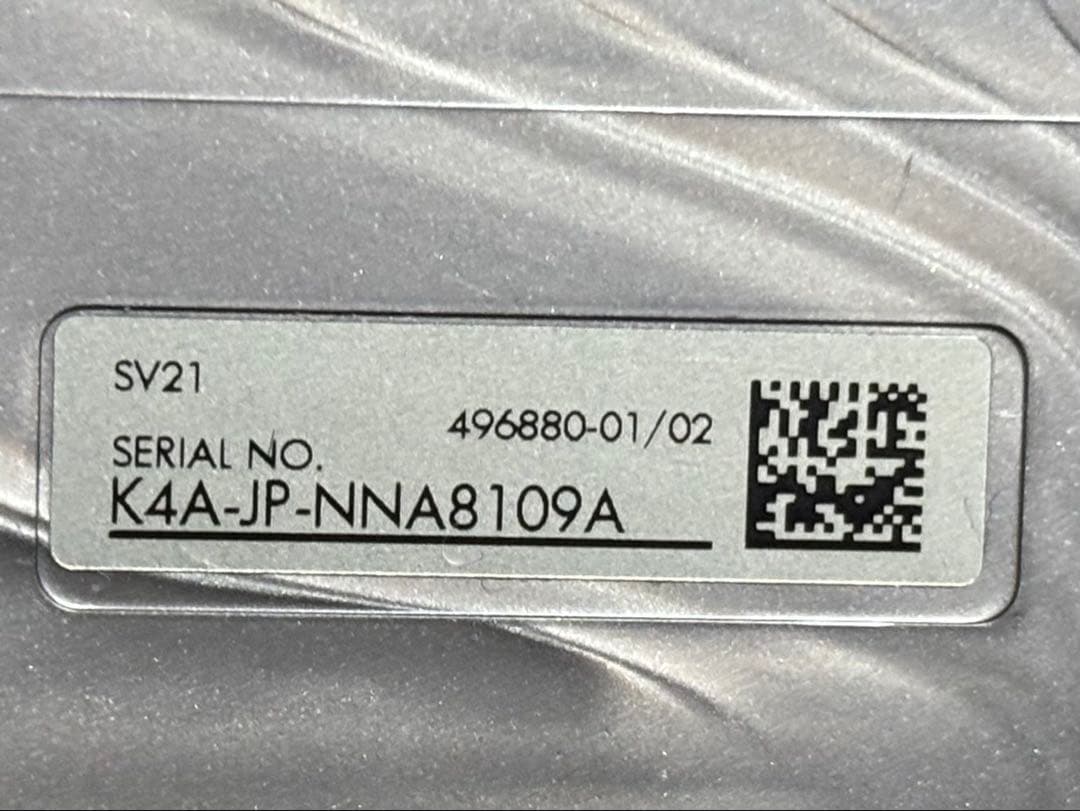 SV21
496880-01/02
SERIAL NO.
K4A-JP-NNA8109A